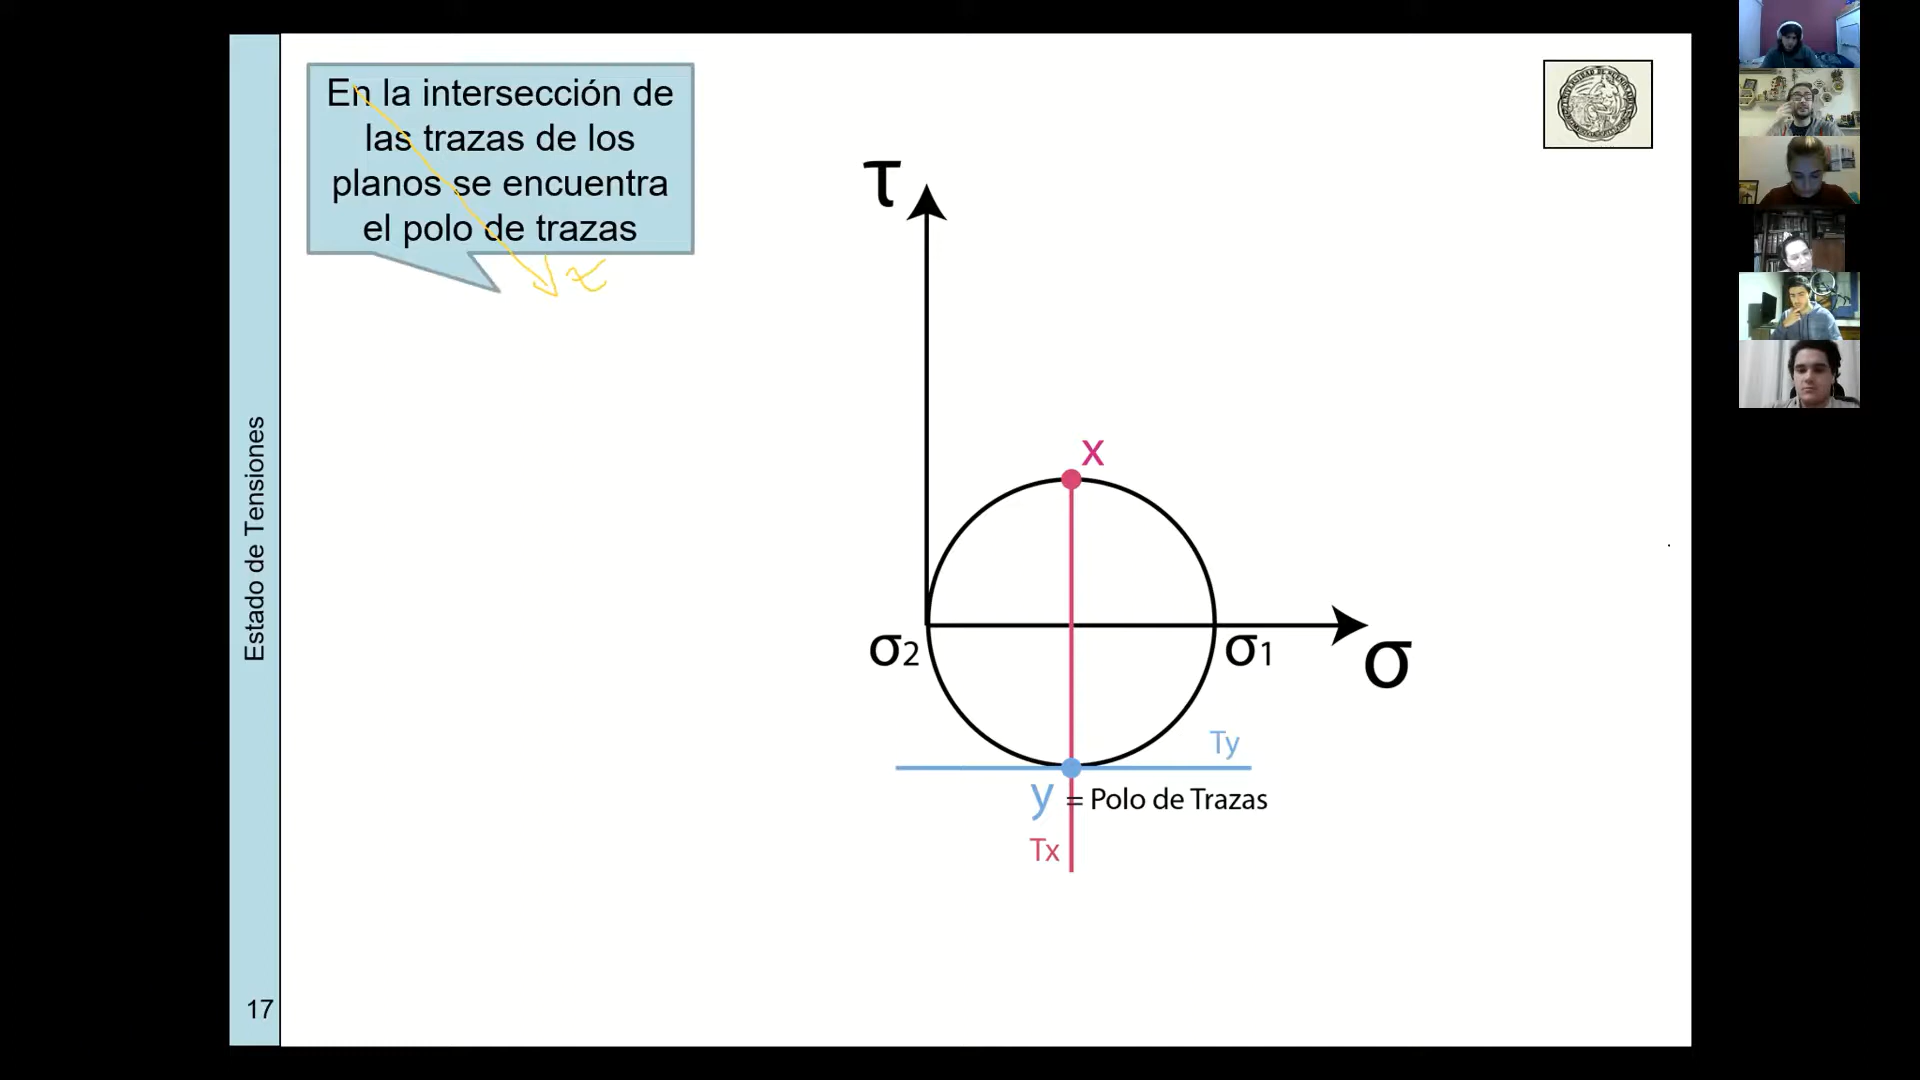 En la intersección de
las trazas de los
planos se encuentra
el polo de trazas
z
τ
x
σ2
σ1
σ
Ty
y = Polo de Trazas
Tx
Estado de Tensiones
17